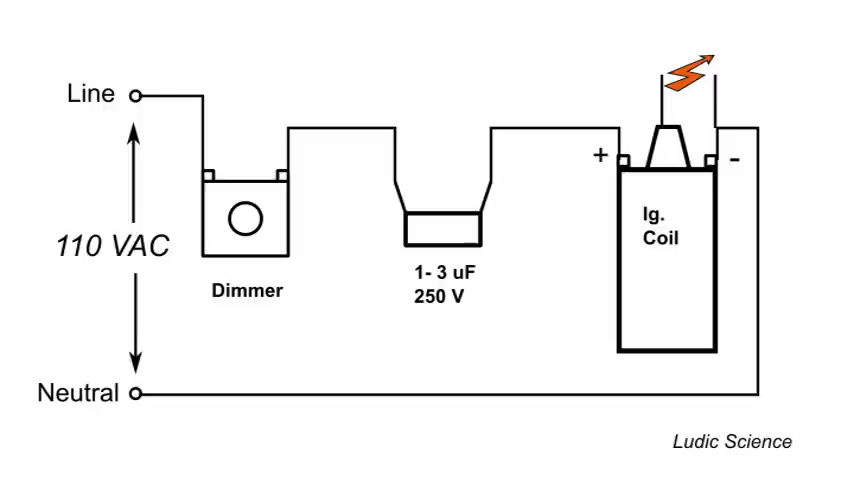 Line
110 VAC
Neutral
Dimmer
1- 3 uF
250 V
+
-
Ig.
Coil
Ludic Science